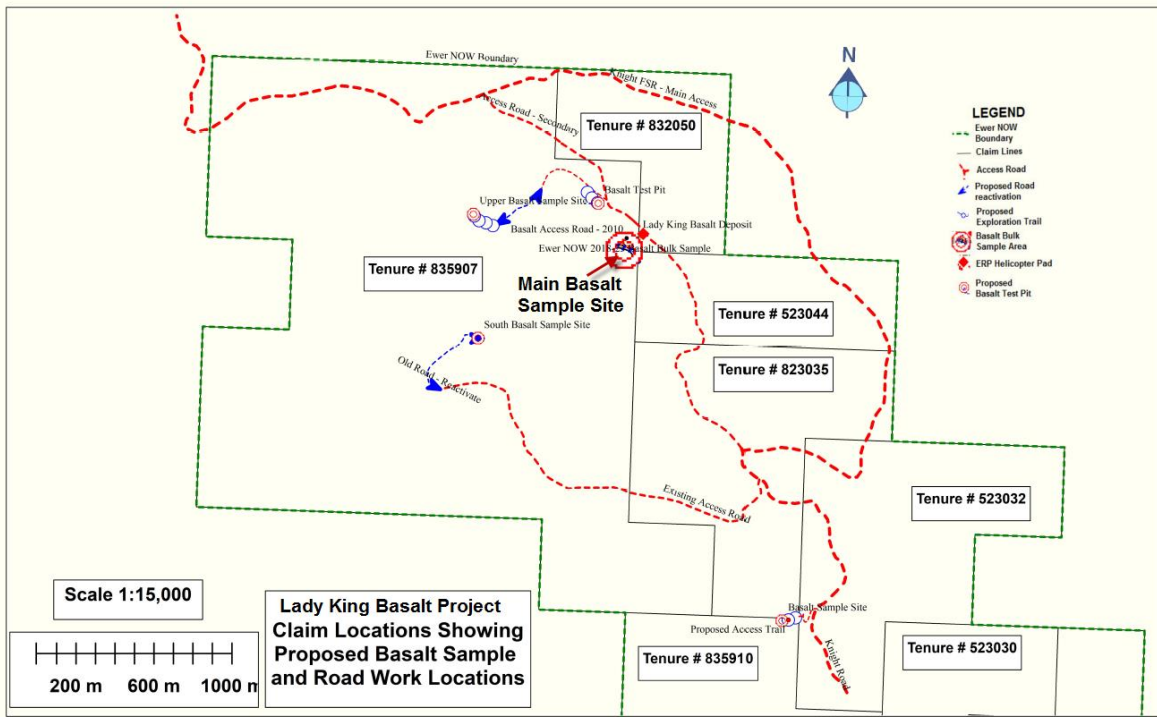 Ewer NOW Boundary
Knight FSR - Main Access
N
LEGEND
Ewer NOW
Boundary
Claim Lines
Access Road
Proposed Road
reactivation
Proposed
Exploration Trail
Basalt Bulk
Sample Area
ERP Helicopter Pad
Proposed
Basalt Test Pit
Access Road - Secondary
Tenure # 832050
Basalt Test Pit
Upper Basalt Sample Site
Lady King Basalt Deposit
Basalt Access Road - 2010
Ewer NOW 2018- Basalt Bulk Sample
Tenure # 835907
Main Basalt
Sample Site
Tenure # 523044
South Basalt Sample Site
Tenure # 823035
Old Road - Reactivate
Existing Access Road
Tenure # 523032
Scale 1:15,000
200 m 600 m 1000 m
Lady King Basalt Project
Claim Locations Showing
Proposed Basalt Sample
and Road Work Locations
Basalt Sample Site
Proposed Access Trail
Knight Road
Tenure # 835910
Tenure # 523030